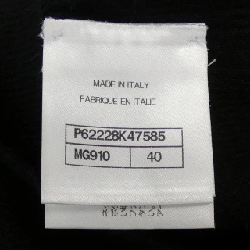 MADE IN ITALY
FABRIQUE EN ITALIE
P62228K47585
MG910 40